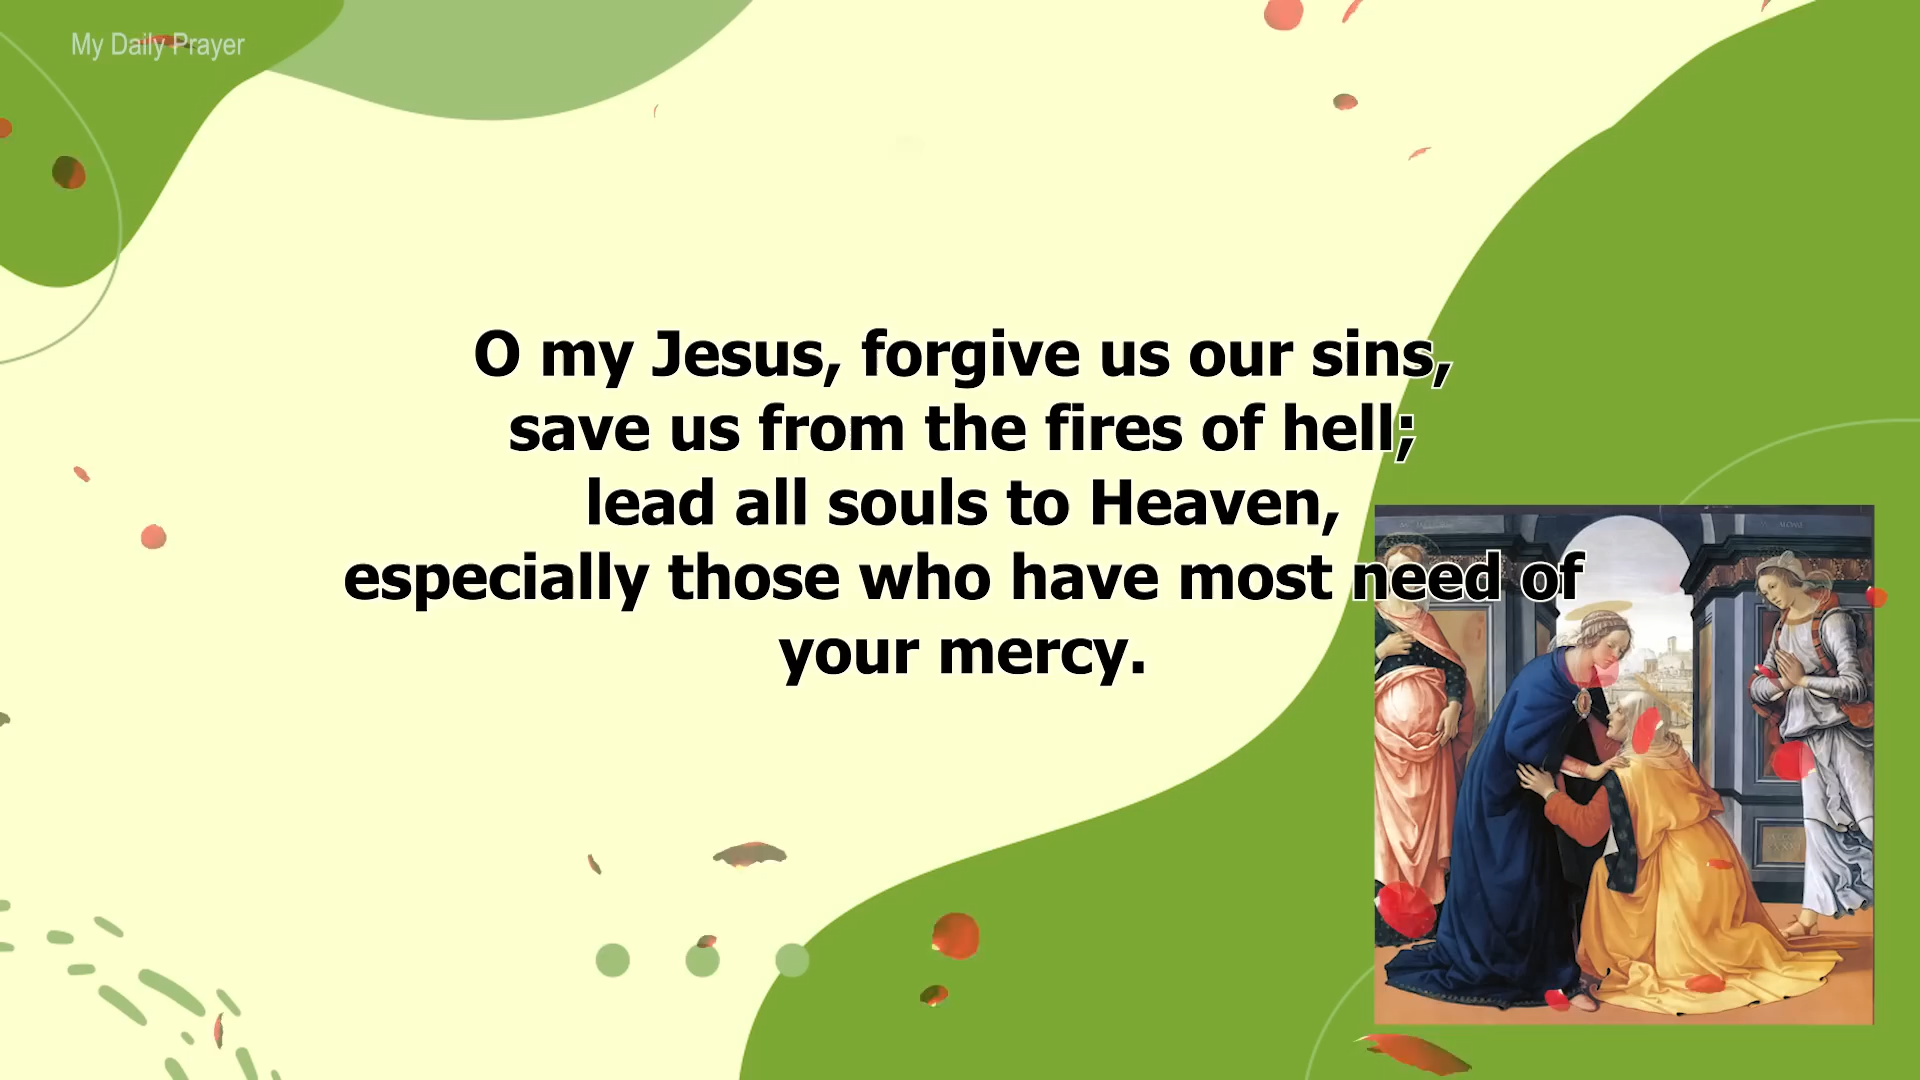 My Daily Prayer
O my Jesus, forgive us our sins,
save us from the fires of hell;
lead all souls to Heaven,
especially those who have most need of
your mercy.